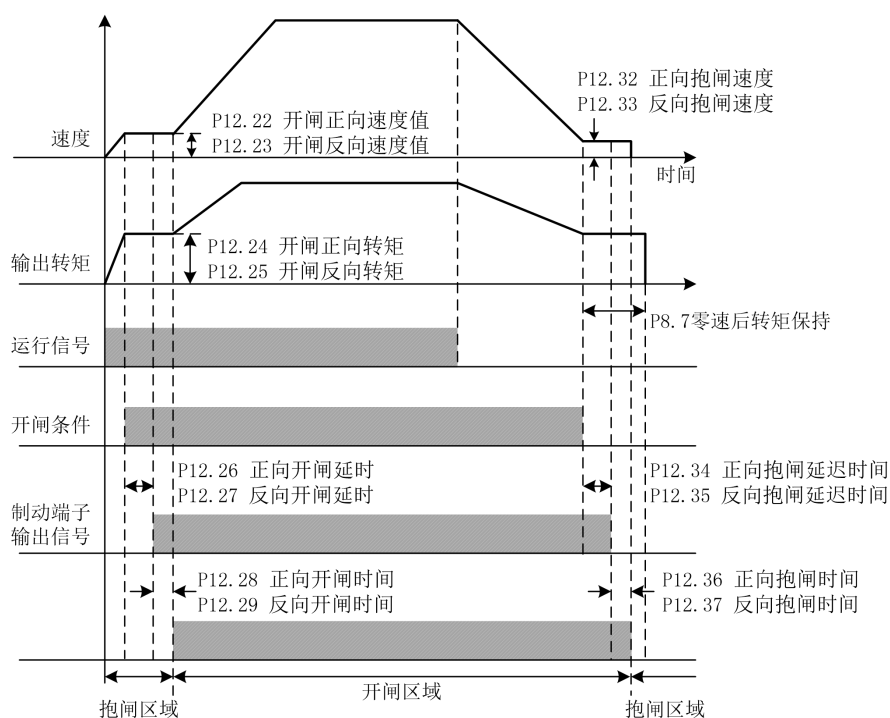 P12.32 正向抱闸速度
P12.33 反向抱闸速度
P12.22 开闸正向速度值
P12.23 开闸反向速度值
速度
时间
P12.24 开闸正向转矩
P12.25 开闸反向转矩
输出转矩
P8.7零速后转矩保持
运行信号
开闸条件
P12.26 正向开闸延时
P12.27 反向开闸延时
P12.34 正向抱闸延迟时间
P12.35 反向抱闸延迟时间
制动端子
输出信号
P12.28 正向开闸时间
P12.29 反向开闸时间
P12.36 正向抱闸时间
P12.37 反向抱闸时间
抱闸区域
开闸区域
抱闸区域